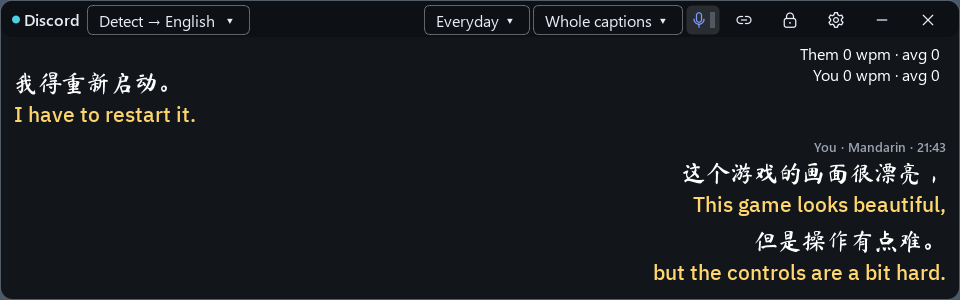 Discord Detect → English ▾ Everyday ▾ Whole captions ▾
Them 0 wpm · avg 0
You 0 wpm · avg 0
我得重新启动。
I have to restart it.
You · Mandarin · 21:43
这个游戏的画面很漂亮，
This game looks beautiful,
但是操作有点难。
but the controls are a bit hard.